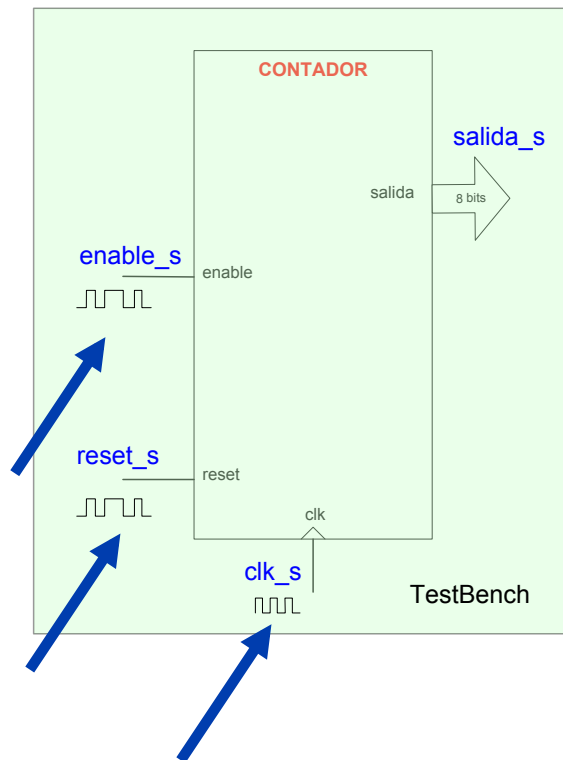 CONTADOR
salida_s
salida
8 bits
enable_s
enable
reset_s
reset
clk
clk_s
TestBench